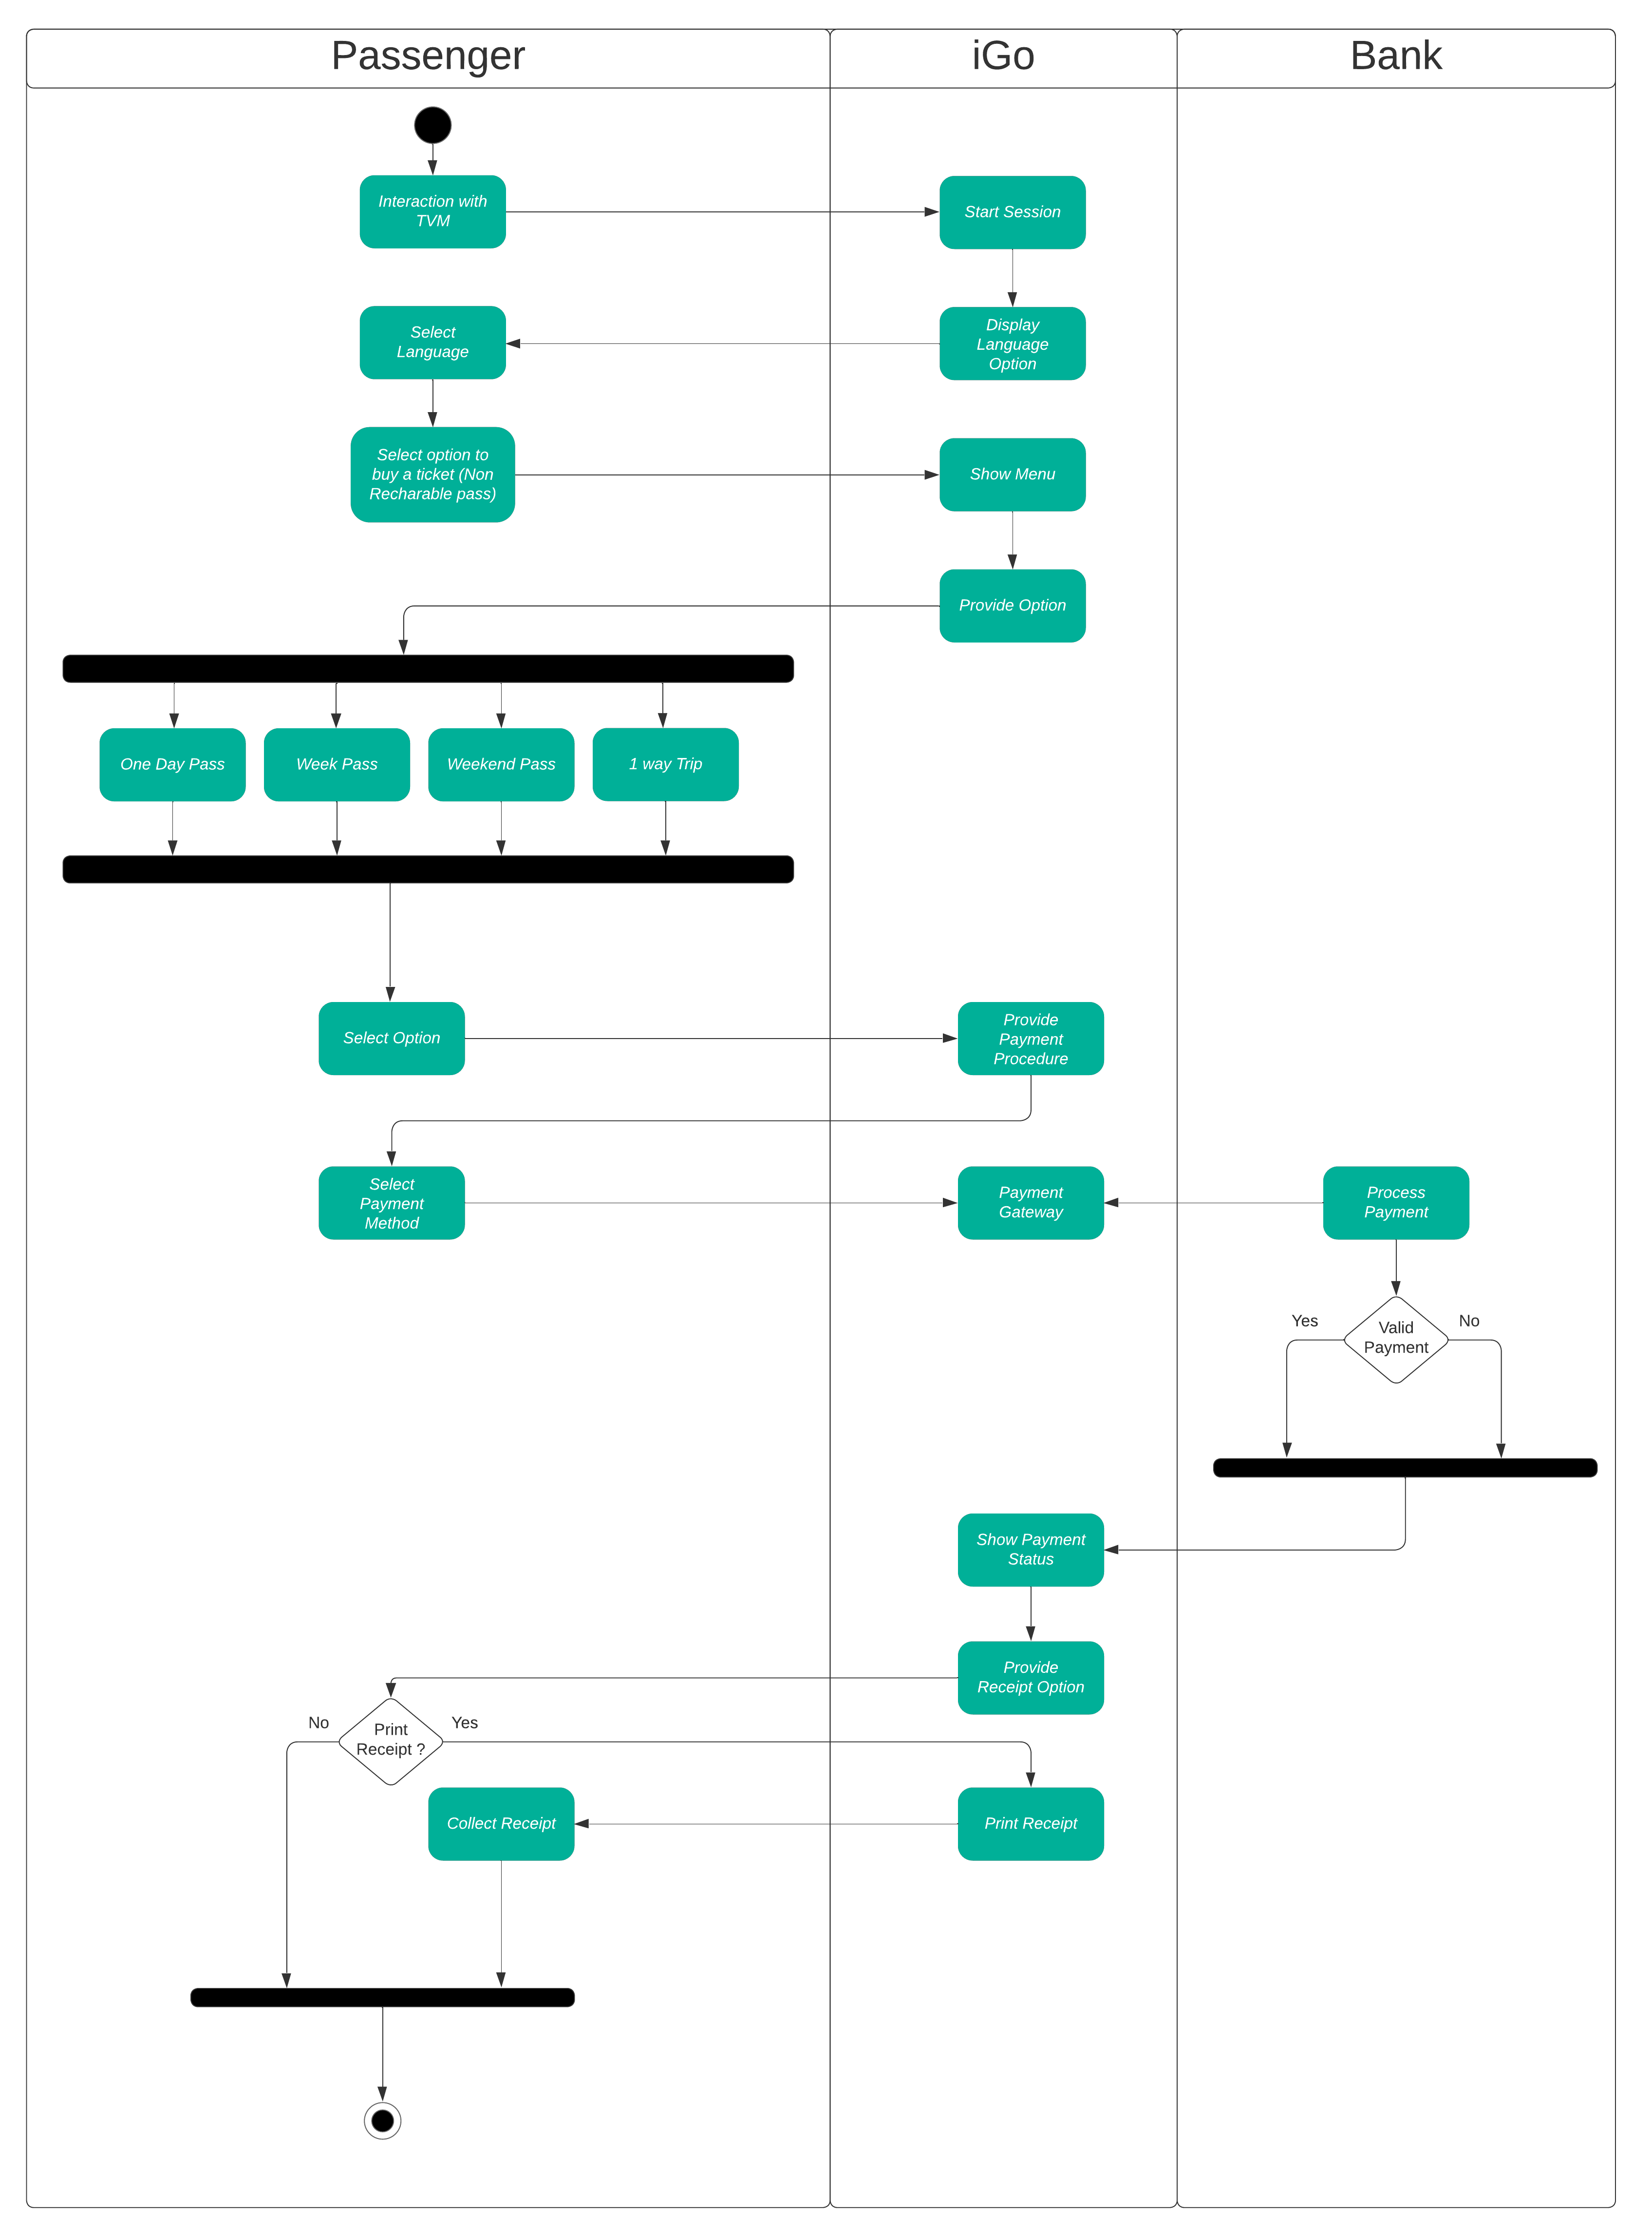 Passenger
iGo
Bank
Interaction with
TVM
Start Session
Select
Language
Display
Language
Option
Select option to
buy a ticket (Non
Recharable pass)
Show Menu
Provide Option
One Day Pass
Week Pass
Weekend Pass
1 way Trip
Select Option
Provide
Payment
Procedure
Select
Payment
Method
Payment
Gateway
Process
Payment
Yes
Valid
Payment
No
Show Payment
Status
Provide
Receipt Option
No
Print
Receipt ?
Yes
Collect Receipt
Print Receipt